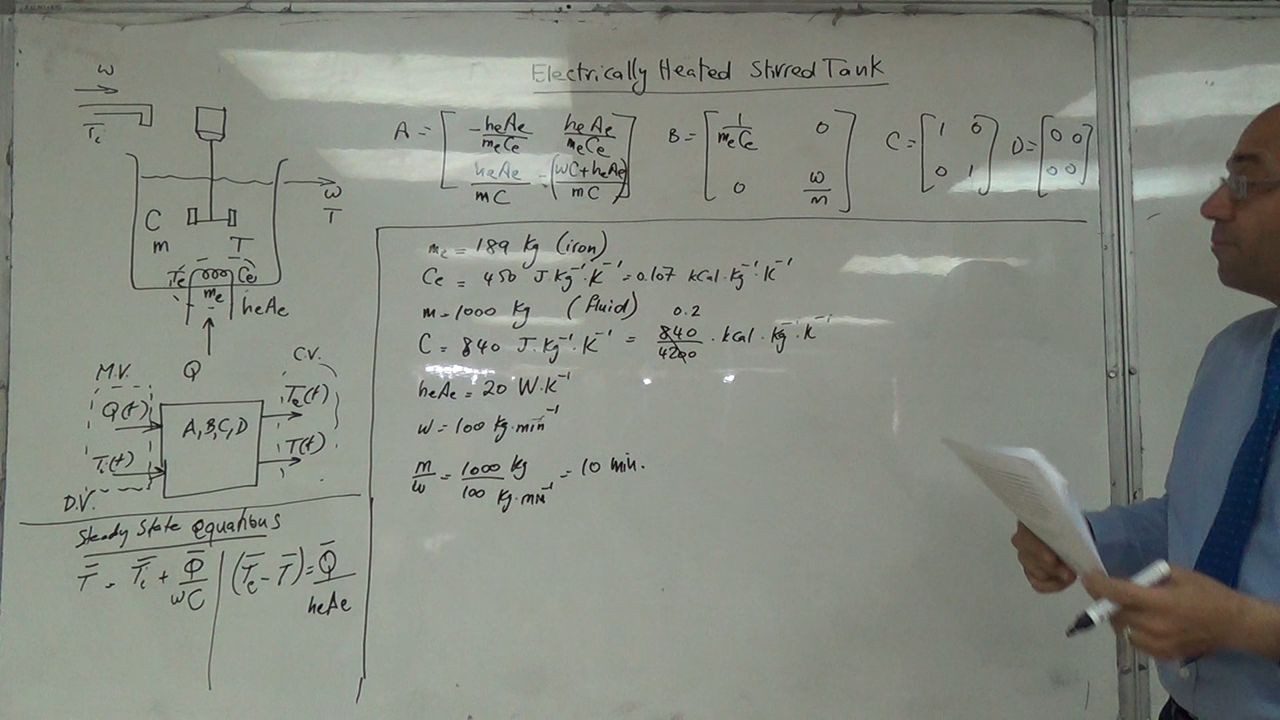 Electrically Heated Stirred Tank
w
Ti
w
T
C
m
T
Te
Ce
me
heAe
Q
M.V.
C.V.
Q(t)
Ti(t)
A,B,C,D
Te(t)
T(t)
D.V.
Steady State equations
T̄ = T̄i + Q̄/wC | (T̄e - T̄) = Q̄/heAe
A = [ -heAe/meCe heAe/meCe
heAe/mC -(wC+heAe)/mC ]
B = [ 1/meCe 0
0 w/m ]
C = [ 1 0
0 1 ]
D = [ 0 0
0 0 ]
me = 189 kg (iron)
Ce = 450 J.kg⁻¹.K⁻¹ = 0.107 kCal.kg⁻¹.K⁻¹
m = 1000 kg (fluid)
0.2
C = 840 J.kg⁻¹.K⁻¹ = 840/4200 . kCal.kg⁻¹.K⁻¹
heAe = 20 W.K⁻¹
w = 100 kg.min⁻¹
m/w = 1000 kg/100 kg.min⁻¹ = 10 min.